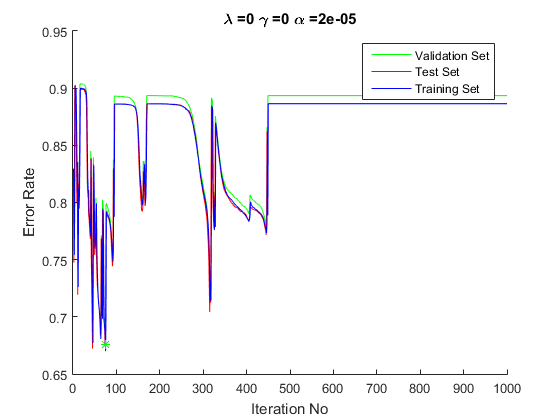 λ =0 γ =0 α =2e-05
0.95
0.9
0.85
0.8
0.75
0.7
0.65
Error Rate
Validation Set
Test Set
Training Set
0 100 200 300 400 500 600 700 800 900 1000
Iteration No